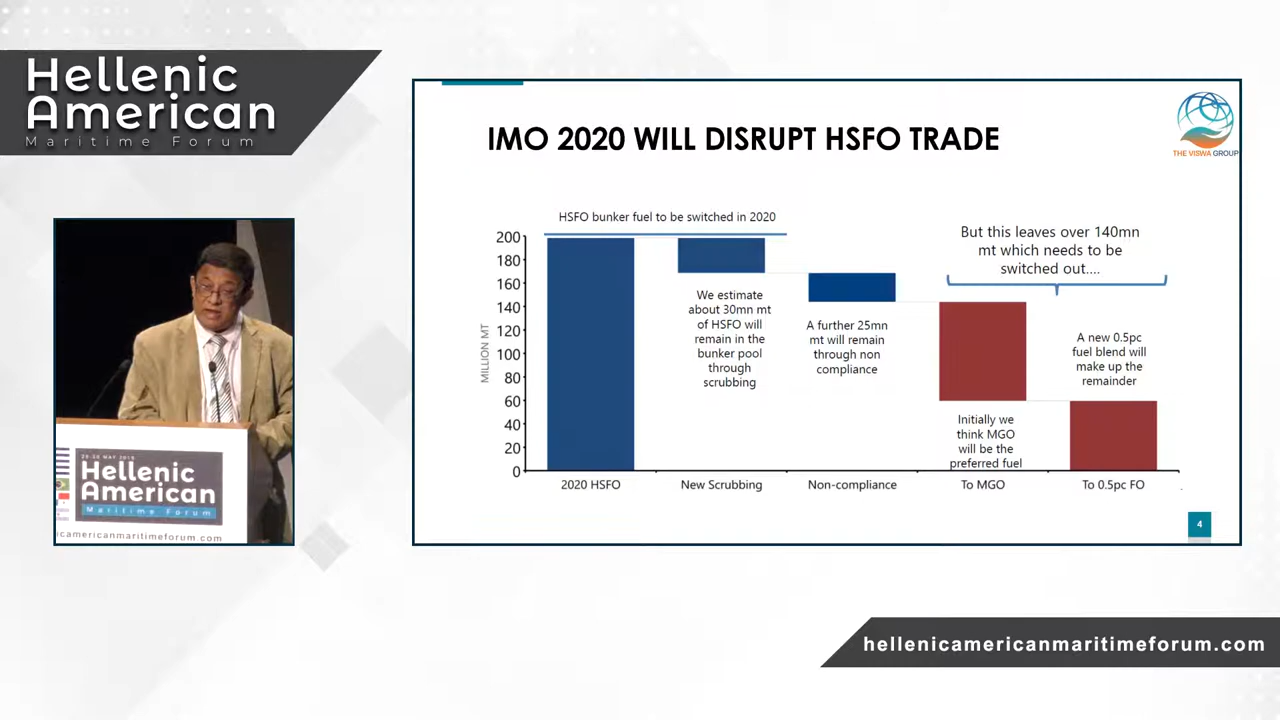 Hellenic
American
Maritime Forum
IMO 2020 WILL DISRUPT HSFO TRADE
THE VISWA GROUP
HSFO bunker fuel to be switched in 2020
But this leaves over 140mn
mt which needs to be
switched out....
200
180
160
140
120
100
80
60
40
20
0
MILLION MT
We estimate
about 30mn mt
of HSFO will
remain in the
bunker pool
through
scrubbing
A further 25mn
mt will remain
through non
compliance
Initially we
think MGO
will be the
preferred fuel
A new 0.5pc
fuel blend will
make up the
remainder
2020 HSFO
New Scrubbing
Non-compliance
To MGO
To 0.5pc FO
4
Hellenic
American
Maritime Forum
icamericanmaritimeforum.com
hellenicamericanmaritimeforum.com